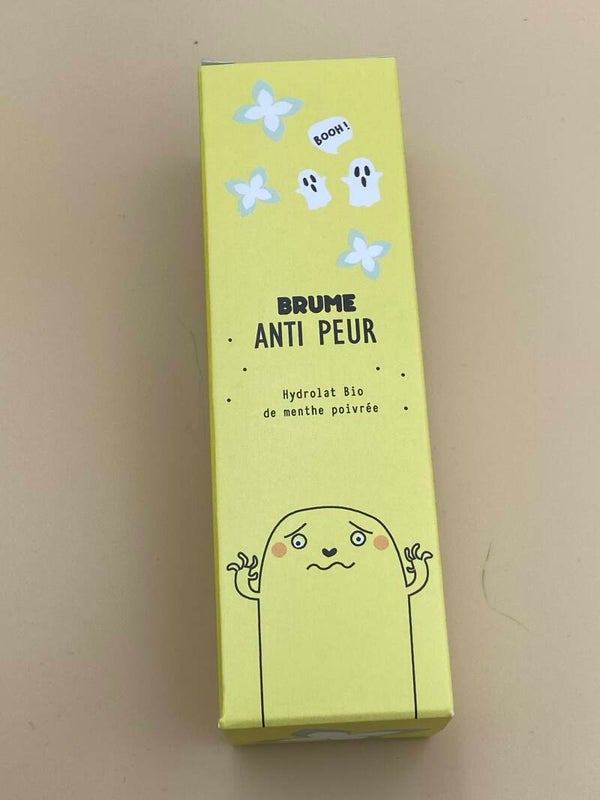 BOOH !
BRUME
ANTI PEUR
Hydrolat Bio
de menthe poivrée